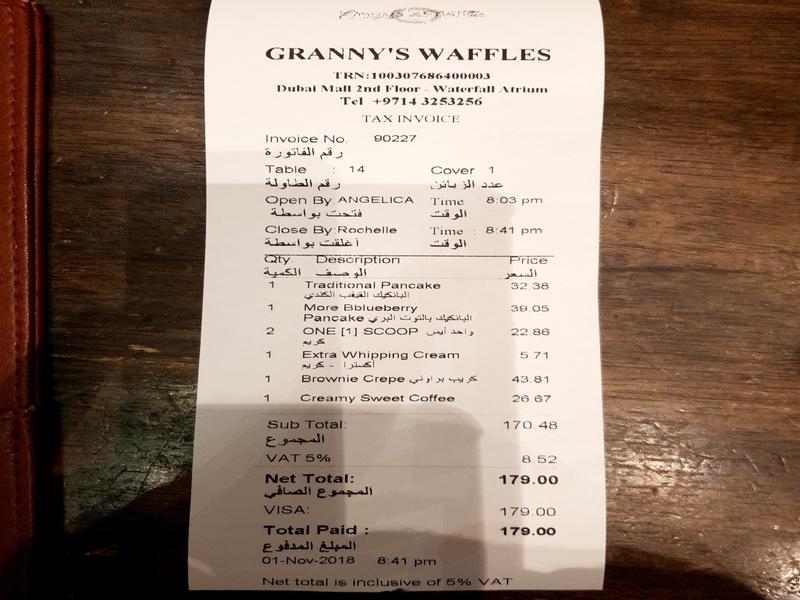 GRANNY'S WAFFLES
TRN:100307686400003
Dubai Mall 2nd Floor - Waterfall Atrium
Tel +9714 3253256
TAX INVOICE
Invoice No. 90227
رقم الفاتورة
Table : 14 Cover 1
رقم الطاولة عدد الزبائن
Open By: ANGELICA Time 8:03 pm
فتحت بواسطة الوقت
Close By: Rochelle Time : 8:41 pm
أغلقت بواسطة الوقت
Qty Description Price
الكمية الوصف السعر
1 Traditional Pancake 32.38
البانكيك الكندي
1 More Bblueberry 39.05
Pancake البانكيك بالتوت البري
2 ONE [1] SCOOP واحد أيس 22.86
كريم
1 Extra Whipping Cream 5.71
أكسترا - كريم
1 Brownie Crepe كريب براوني 43.81
1 Creamy Sweet Coffee 26.67
Sub Total: 170.48
المجموع
VAT 5% 8.52
Net Total: 179.00
المجموع الصافي
VISA: 179.00
Total Paid : 179.00
المبلغ المدفوع
01-Nov-2018 8:41 pm
Net total is inclusive of 5% VAT